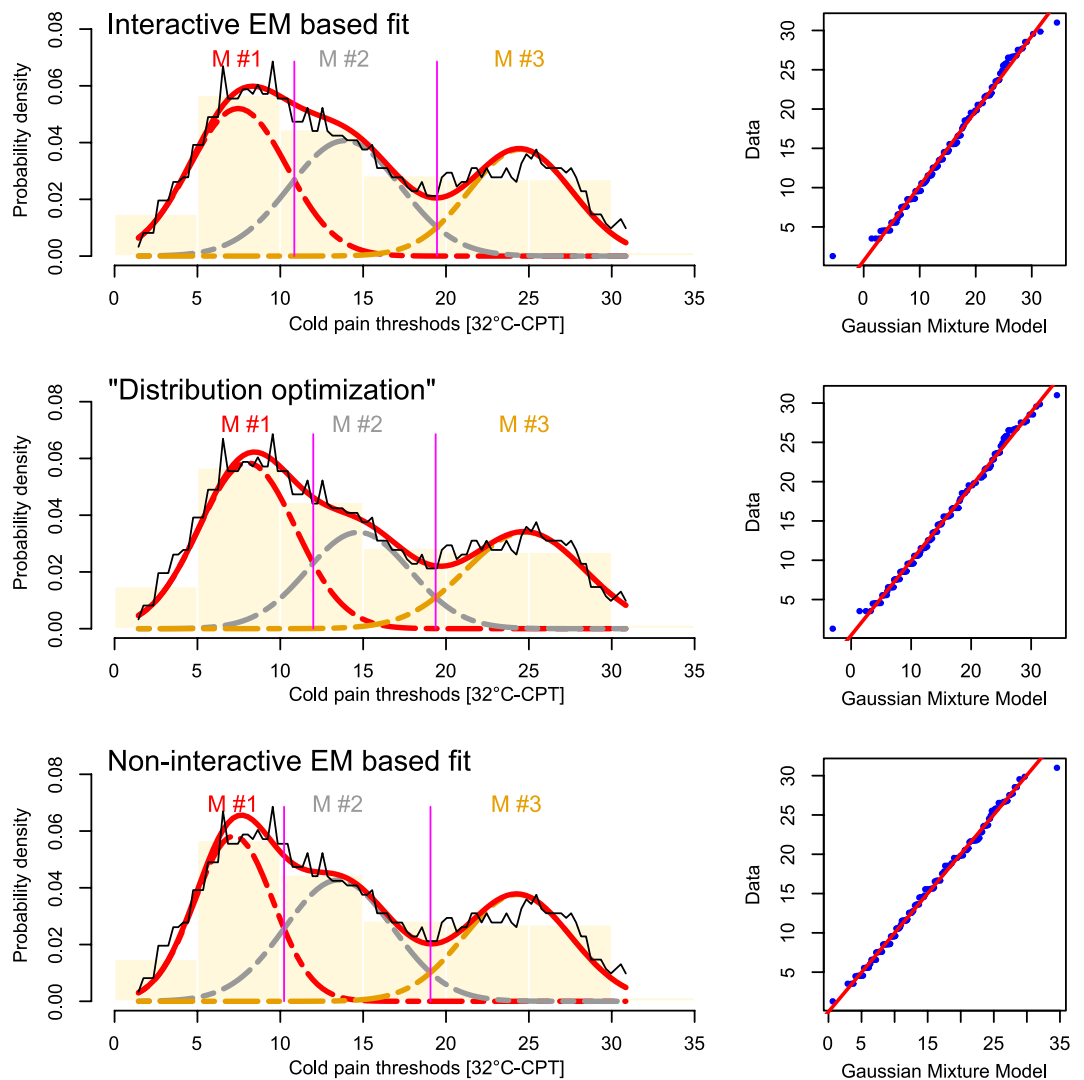 Interactive EM based fit
M #1 M #2 M #3
Probability density
0.00 0.02 0.04 0.06 0.08
0 5 10 15 20 25 30 35
Cold pain threshods [32°C-CPT]
Data
5 10 15 20 25 30
0 5 10 15 20 25 30
Gaussian Mixture Model
"Distribution optimization"
M #1 M #2 M #3
Probability density
0.00 0.02 0.04 0.06 0.08
0 5 10 15 20 25 30 35
Cold pain threshods [32°C-CPT]
Data
5 10 15 20 25 30
0 5 10 15 20 25 30
Gaussian Mixture Model
Non-interactive EM based fit
M #1 M #2 M #3
Probability density
0.00 0.02 0.04 0.06 0.08
0 5 10 15 20 25 30 35
Cold pain threshods [32°C-CPT]
Data
5 10 15 20 25 30
0 5 10 15 25 35
Gaussian Mixture Model